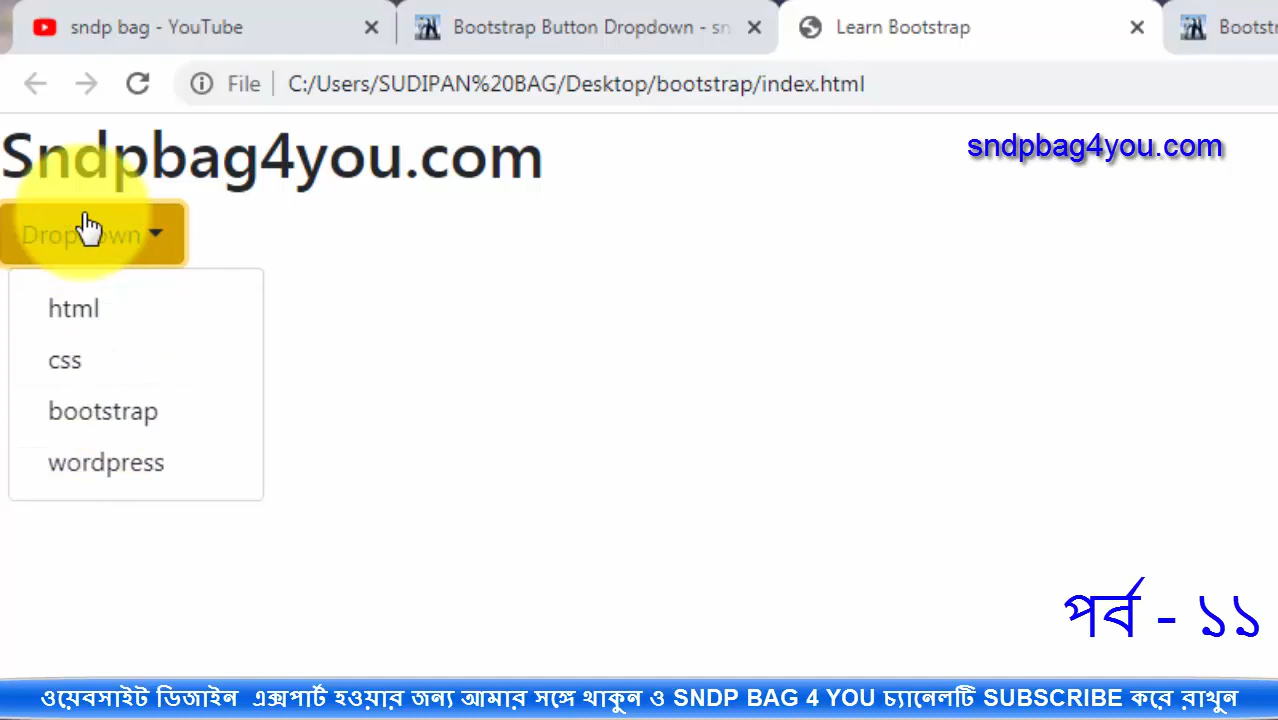 sndp bag - YouTube
Bootstrap Button Dropdown - sn
Learn Bootstrap
Bootstr
File
C:/Users/SUDIPAN%20BAG/Desktop/bootstrap/index.html
Sndpbag4you.com
sndpbag4you.com
Dropdown
html
css
bootstrap
wordpress
পর্ব - ১১
ওয়েবসাইট ডিজাইন এক্সপার্ট হওয়ার জন্য আমার সঙ্গে থাকুন ও SNDP BAG 4 YOU চ্যানেলটি SUBSCRIBE করে রাখুন